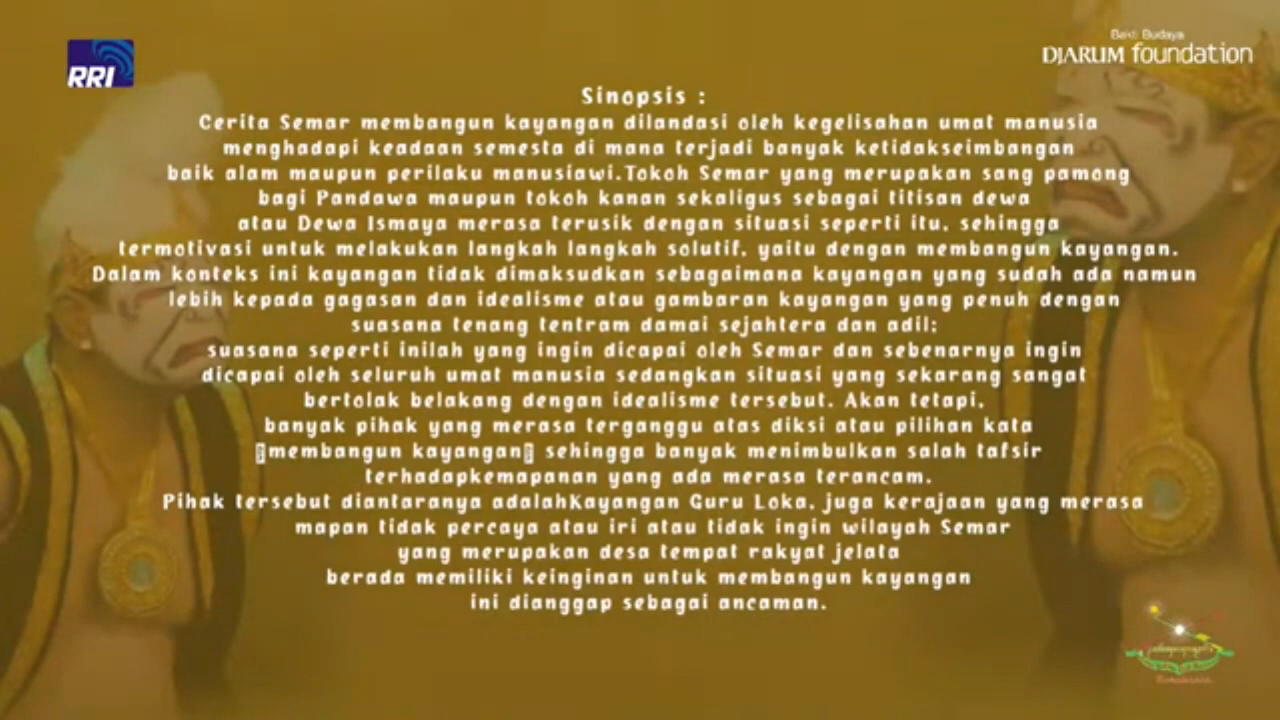 RRI
Bakti Budaya
DJARUM foundation
Sinopsis :
Cerita Semar membangun kayangan dilandasi oleh kegelisahan umat manusia
menghadapi keadaan semesta di mana terjadi banyak ketidakseimbangan
baik alam maupun perilaku manusiawi.Tokoh Semar yang merupakan sang pamong
bagi Pandawa maupun tokoh kanan sekaligus sebagai titisan dewa
atau Dewa Ismaya merasa terusik dengan situasi seperti itu, sehingga
termotivasi untuk melakukan langkah langkah solutif, yaitu dengan membangun kayangan.
Dalam konteks ini kayangan tidak dimaksudkan sebagaimana kayangan yang sudah ada namun
lebih kepada gagasan dan idealisme atau gambaran kayangan yang penuh dengan
suasana tenang tentram damai sejahtera dan adil;
suasana seperti inilah yang ingin dicapai oleh Semar dan sebenarnya ingin
dicapai oleh seluruh umat manusia sedangkan situasi yang sekarang sangat
bertolak belakang dengan idealisme tersebut. Akan tetapi,
banyak pihak yang merasa terganggu atas diksi atau pilihan kata
membangun kayangan sehingga banyak menimbulkan salah tafsir
terhadapkemapanan yang ada merasa terancam.
Pihak tersebut diantaranya adalahKayangan Guru Loka, juga kerajaan yang merasa
mapan tidak percaya atau iri atau tidak ingin wilayah Semar
yang merupakan desa tempat rakyat jelata
berada memiliki keinginan untuk membangun kayangan
ini dianggap sebagai ancaman.